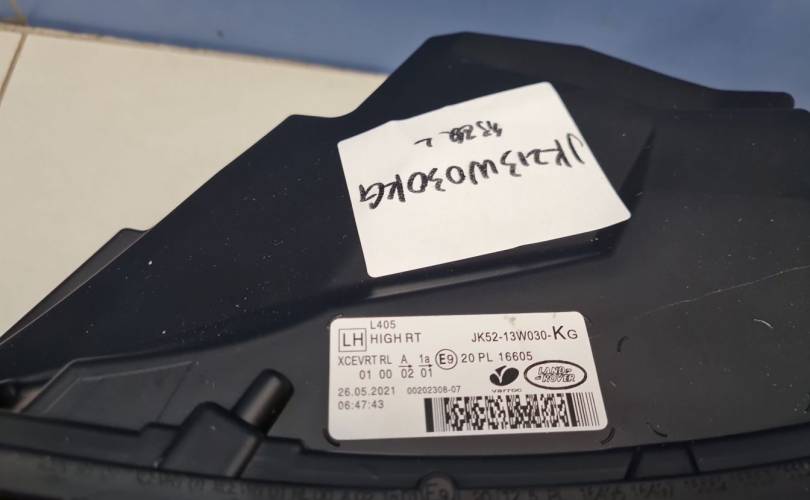 JK213W030KG
L405
LH HIGH RT JK52-13W030-KG
XCEVRT RL A 1a E9 20 PL 16605
01 00 02 01
26.05.2021 00202308-07
06:47:43
varroc
LAND-
ROVER